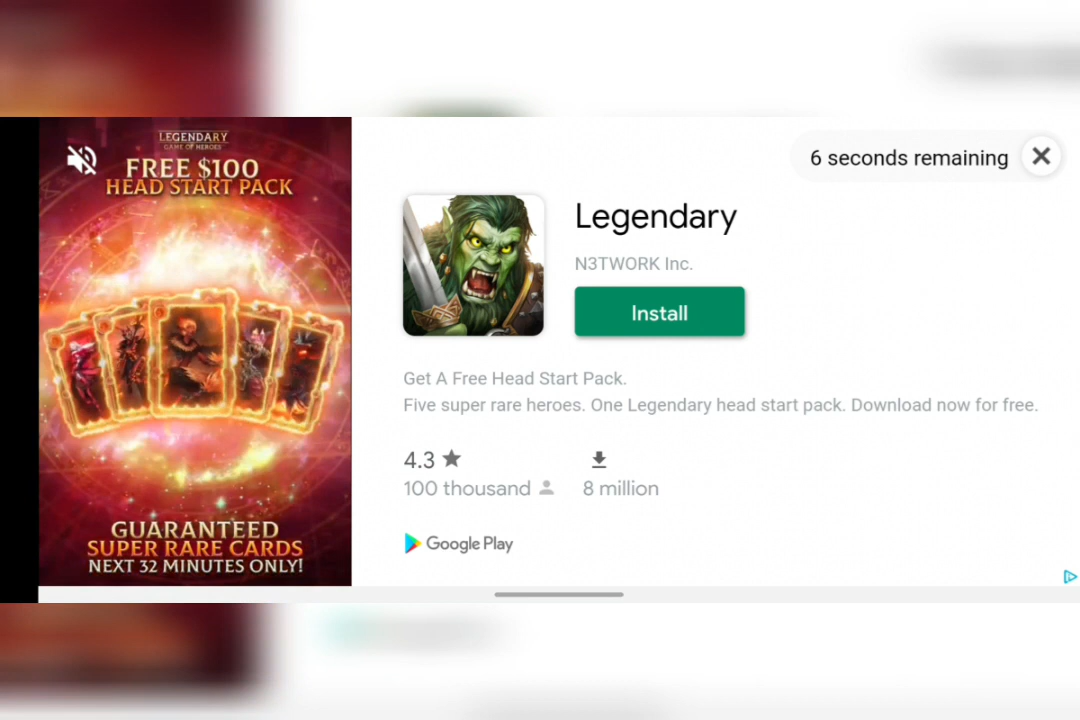 LEGENDARY
GAME OF HEROES
FREE $100
HEAD START PACK
GUARANTEED
SUPER RARE CARDS
NEXT 32 MINUTES ONLY!
6 seconds remaining
Legendary
N3TWORK Inc.
Install
Get A Free Head Start Pack.
Five super rare heroes. One Legendary head start pack. Download now for free.
4.3
100 thousand
8 million
Google Play